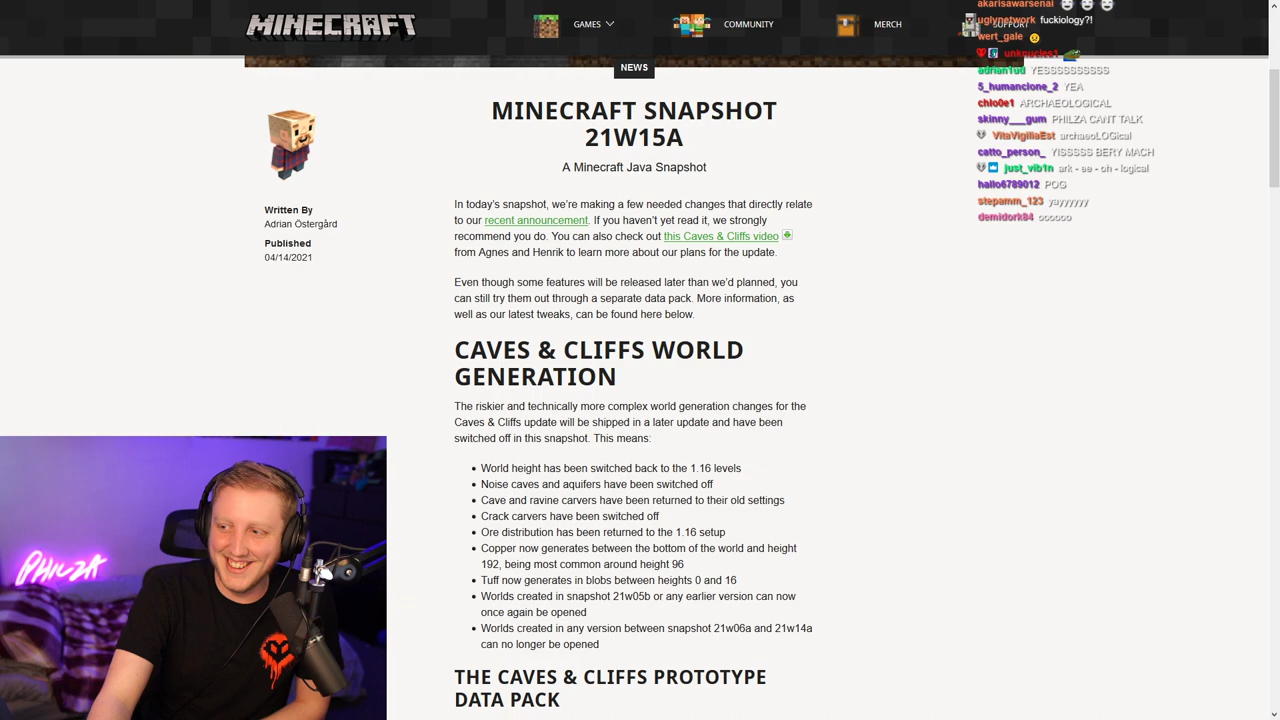 MINECRAFT
GAMES
COMMUNITY
MERCH
SUPPORT
NEWS
MINECRAFT SNAPSHOT
21W15A
A Minecraft Java Snapshot
Written By
Adrian Östergård
Published
04/14/2021
In today's snapshot, we're making a few needed changes that directly relate
to our recent announcement. If you haven't yet read it, we strongly
recommend you do. You can also check out this Caves & Cliffs video
from Agnes and Henrik to learn more about our plans for the update.
Even though some features will be released later than we'd planned, you
can still try them out through a separate data pack. More information, as
well as our latest tweaks, can be found here below.
CAVES & CLIFFS WORLD
GENERATION
The riskier and technically more complex world generation changes for the
Caves & Cliffs update will be shipped in a later update and have been
switched off in this snapshot. This means:
• World height has been switched back to the 1.16 levels
• Noise caves and aquifers have been switched off
• Cave and ravine carvers have been returned to their old settings
• Crack carvers have been switched off
• Ore distribution has been returned to the 1.16 setup
• Copper now generates between the bottom of the world and height
192, being most common around height 96
• Tuff now generates in blobs between heights 0 and 16
• Worlds created in snapshot 21w05b or any earlier version can now
once again be opened
• Worlds created in any version between snapshot 21w06a and 21w14a
can no longer be opened
THE CAVES & CLIFFS PROTOTYPE
DATA PACK
akarisawarsenal
uglynetwork fuckiology?!
wert_gale
unknucles1
adrian1ud YESSSSSSSSSS
5_humanclone_2 YEA
chlo0e1 ARCHAEOLOGICAL
skinny___gum PHILZA CANT TALK
VitaVigiliaEst archaeoLOGical
catto_person_ YISSSSS BERY MACH
just_vib1n ark - ee - oh - logical
hallo6789012 POG
stepamm_123 yayyyyyy
demidork84 oooooo
PHILZA